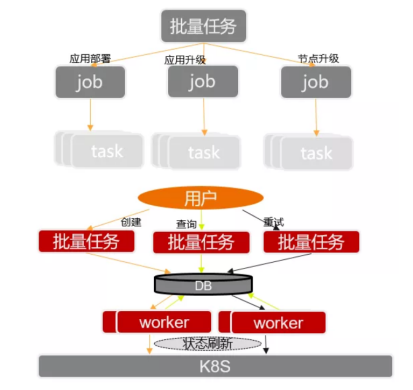 批量任务
应用部署 应用升级 节点升级
job job job
task task task
用户
创建 查询 重试
批量任务 批量任务 批量任务
DB
worker worker
状态刷新
K8S